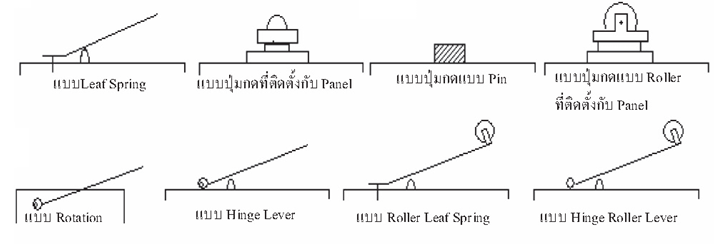 แบบLeaf Spring
แบบปุ่มกดที่ติดตั้งกับ Panel
แบบปุ่มกดแบบ Pin
แบบปุ่มกดแบบ Roller
ที่ติดตั้งกับ Panel
แบบ Rotation
แบบ Hinge Lever
แบบ Roller Leaf Spring
แบบ Hinge Roller Lever